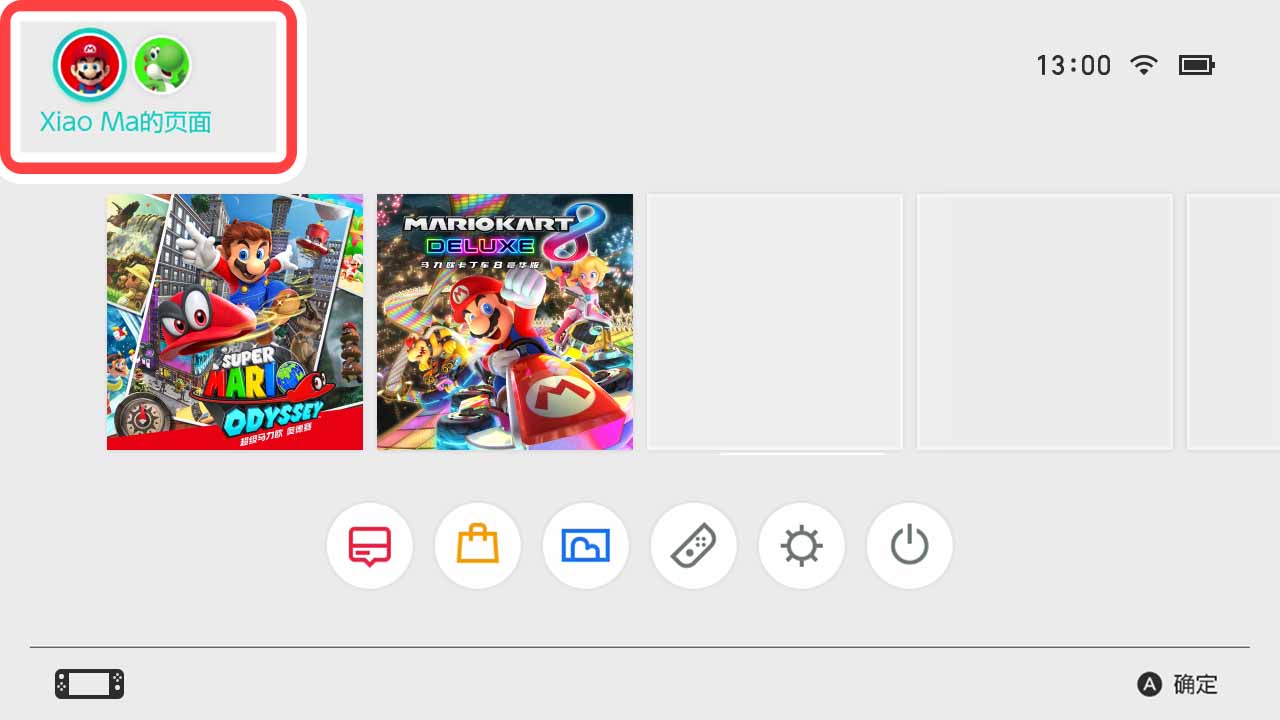 Xiao Ma的页面
13:00
SUPER
MARIO
ODYSSEY
超级马力欧 奥德赛
MARIOKART 8
DELUXE
马力欧卡丁车8豪华版
A 确定